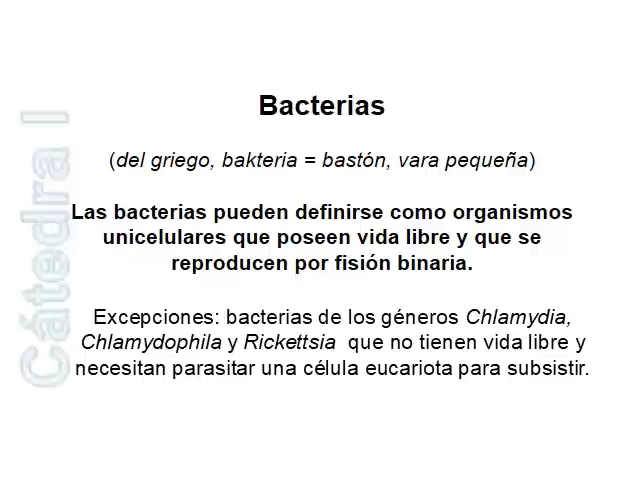 Cátedra I
Bacterias
(del griego, bakteria = bastón, vara pequeña)
Las bacterias pueden definirse como organismos
unicelulares que poseen vida libre y que se
reproducen por fisión binaria.
Excepciones: bacterias de los géneros Chlamydia,
Chlamydophila y Rickettsia que no tienen vida libre y
necesitan parasitar una célula eucariota para subsistir.